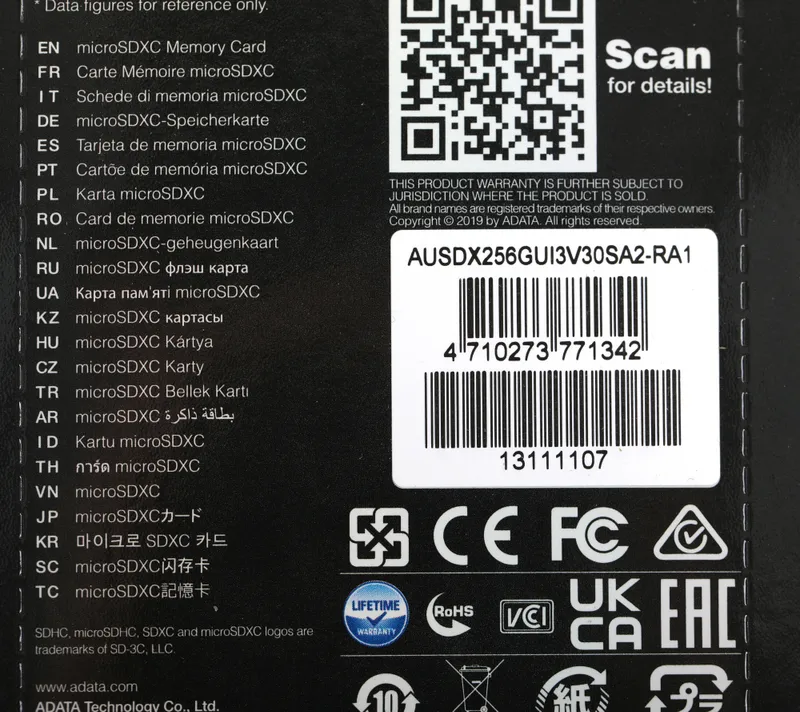 * Data figures for reference only.
EN microSDXC Memory Card
FR Carte Mémoire microSDXC
IT Schede di memoria microSDXC
DE microSDXC-Speicherkarte
ES Tarjeta de memoria microSDXC
PT Cartõe de memória microSDXC
PL Karta microSDXC
RO Card de memorie microSDXC
NL microSDXC-geheugenkaart
RU microSDXC флэш карта
UA Карта пам'яті microSDXC
KZ microSDXC картасы
HU microSDXC Kártya
CZ microSDXC Karty
TR microSDXC Bellek Kartı
AR microSDXC بطاقة ذاكرة
ID Kartu microSDXC
TH การ์ด microSDXC
VN microSDXC
JP microSDXCカード
KR 마이크로 SDXC 카드
SC microSDXC闪存卡
TC microSDXC記憶卡
SDHC, microSDHC, SDXC and microSDXC logos are
trademarks of SD-3C, LLC.
www.adata.com
ADATA Technology Co., Ltd.
Scan
for details!
THIS PRODUCT WARRANTY IS FURTHER SUBJECT TO
JURISDICTION WHERE THE PRODUCT IS SOLD.
All brand names are registered trademarks of their respective owners.
Copyright © 2019 by ADATA. All rights reserved.
AUSDX256GUI3V30SA2-RA1
4 710273 771342
13111107
CE FC
LIFETIME
WARRANTY
RoHS
VCI
UK
CA
EAC
10
紙
プラ